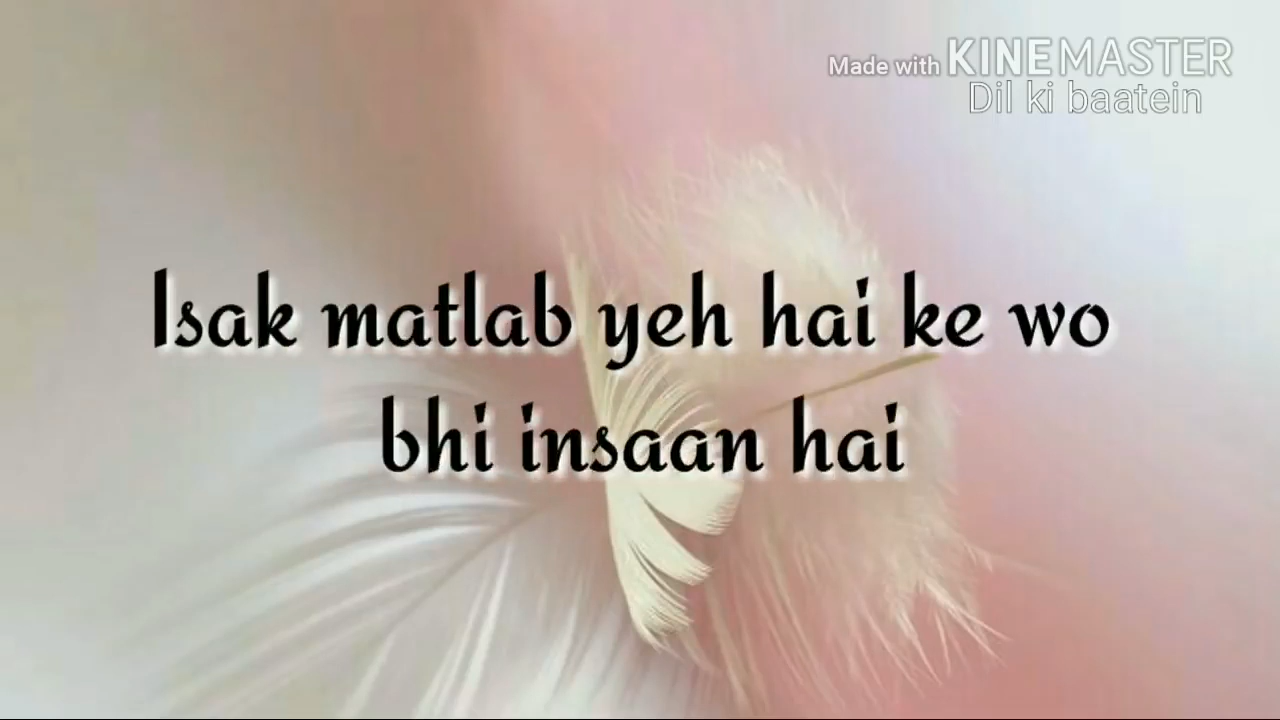 Made with KINEMASTER
Dil ki baatein
Isak matlab yeh hai ke wo
bhi insaan hai